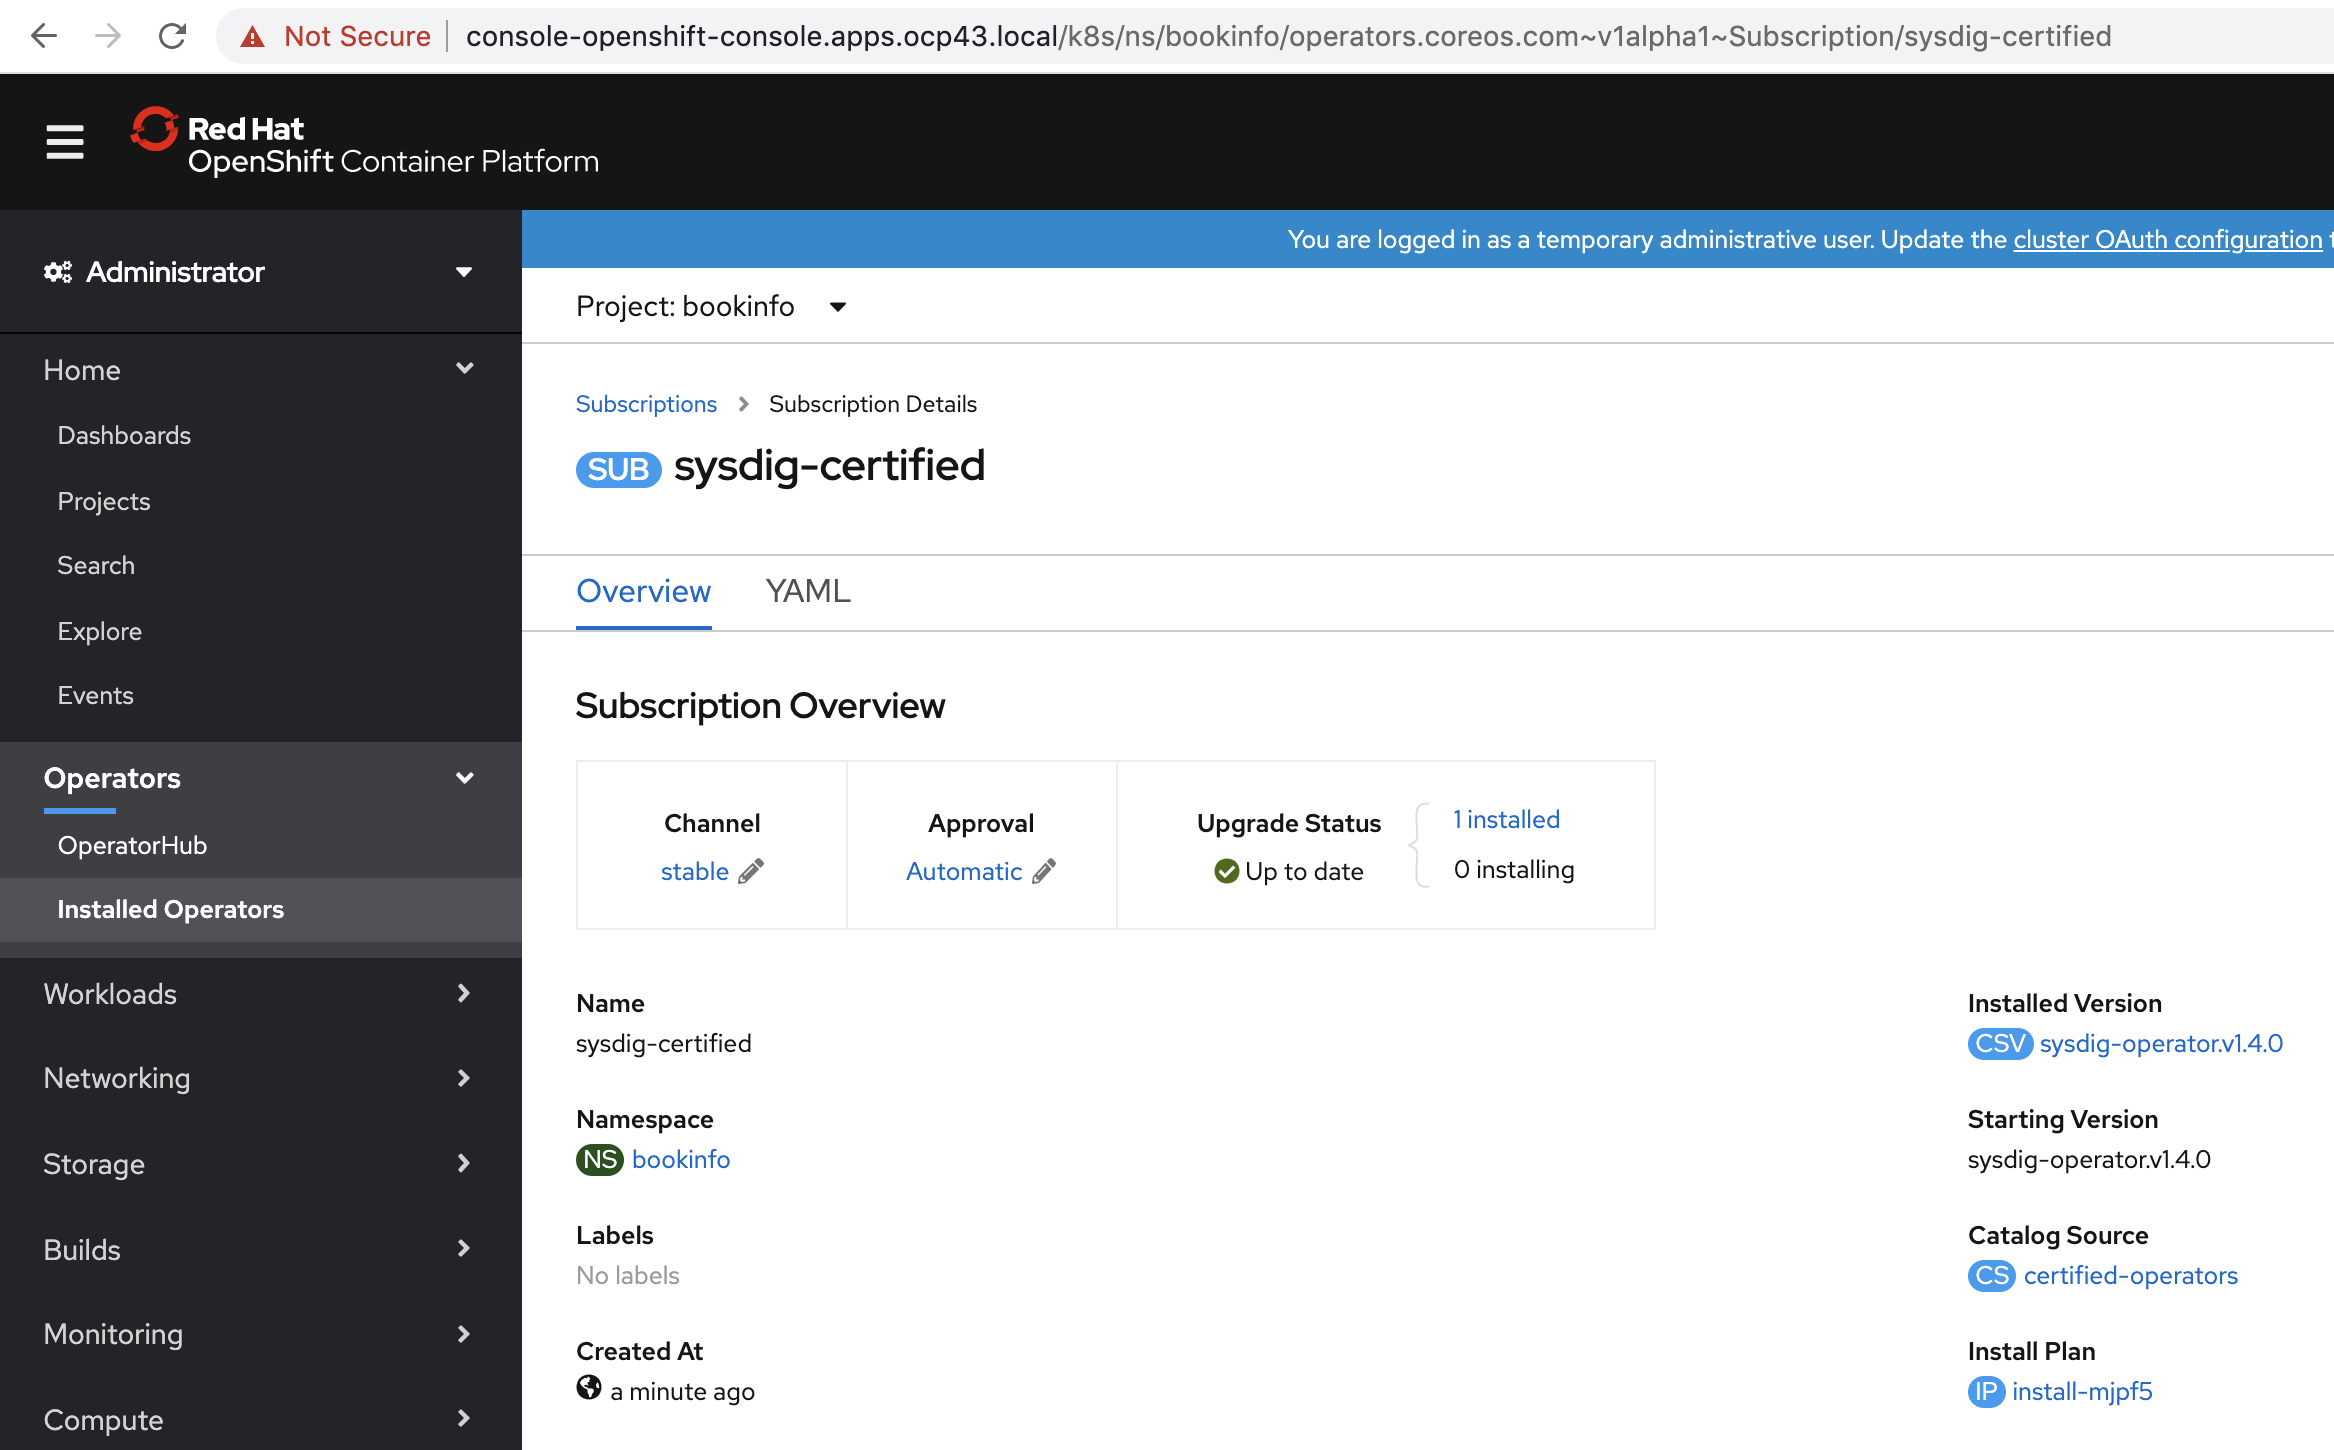 Not Secure
console-openshift-console.apps.ocp43.local/k8s/ns/bookinfo/operators.coreos.com~v1alpha1~Subscription/sysdig-certified
Red Hat
OpenShift Container Platform
You are logged in as a temporary administrative user. Update the cluster OAuth configuration t
Administrator
Home
Dashboards
Projects
Search
Explore
Events
Operators
OperatorHub
Installed Operators
Workloads
Networking
Storage
Builds
Monitoring
Compute
Project: bookinfo
Subscriptions > Subscription Details
SUB sysdig-certified
Overview YAML
Subscription Overview
Channel
stable
Approval
Automatic
Upgrade Status
Up to date
1 installed
0 installing
Name
sysdig-certified
Namespace
NS bookinfo
Labels
No labels
Created At
a minute ago
Installed Version
CSV sysdig-operator.v1.4.0
Starting Version
sysdig-operator.v1.4.0
Catalog Source
CS certified-operators
Install Plan
IP install-mjpf5